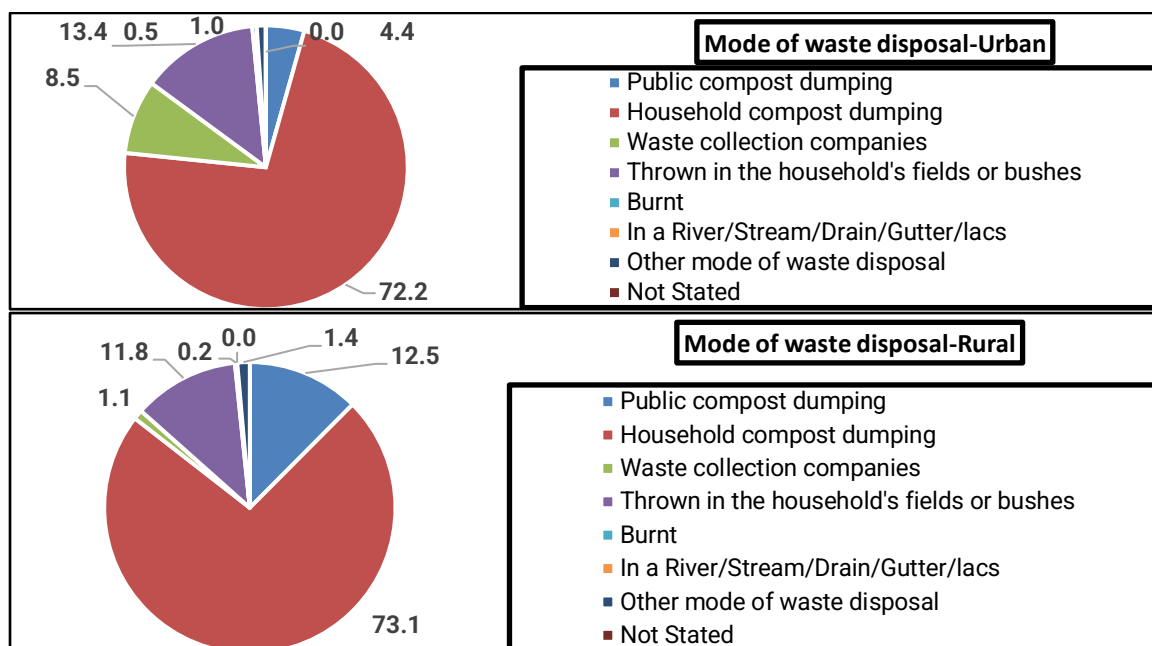 13.4 0.5 1.0 0.0 4.4
8.5
72.2
Mode of waste disposal-Urban
Public compost dumping
Household compost dumping
Waste collection companies
Thrown in the household's fields or bushes
Burnt
In a River/Stream/Drain/Gutter/lacs
Other mode of waste disposal
Not Stated
0.0
11.8 0.2 1.4 12.5
1.1
73.1
Mode of waste disposal-Rural
Public compost dumping
Household compost dumping
Waste collection companies
Thrown in the household's fields or bushes
Burnt
In a River/Stream/Drain/Gutter/lacs
Other mode of waste disposal
Not Stated